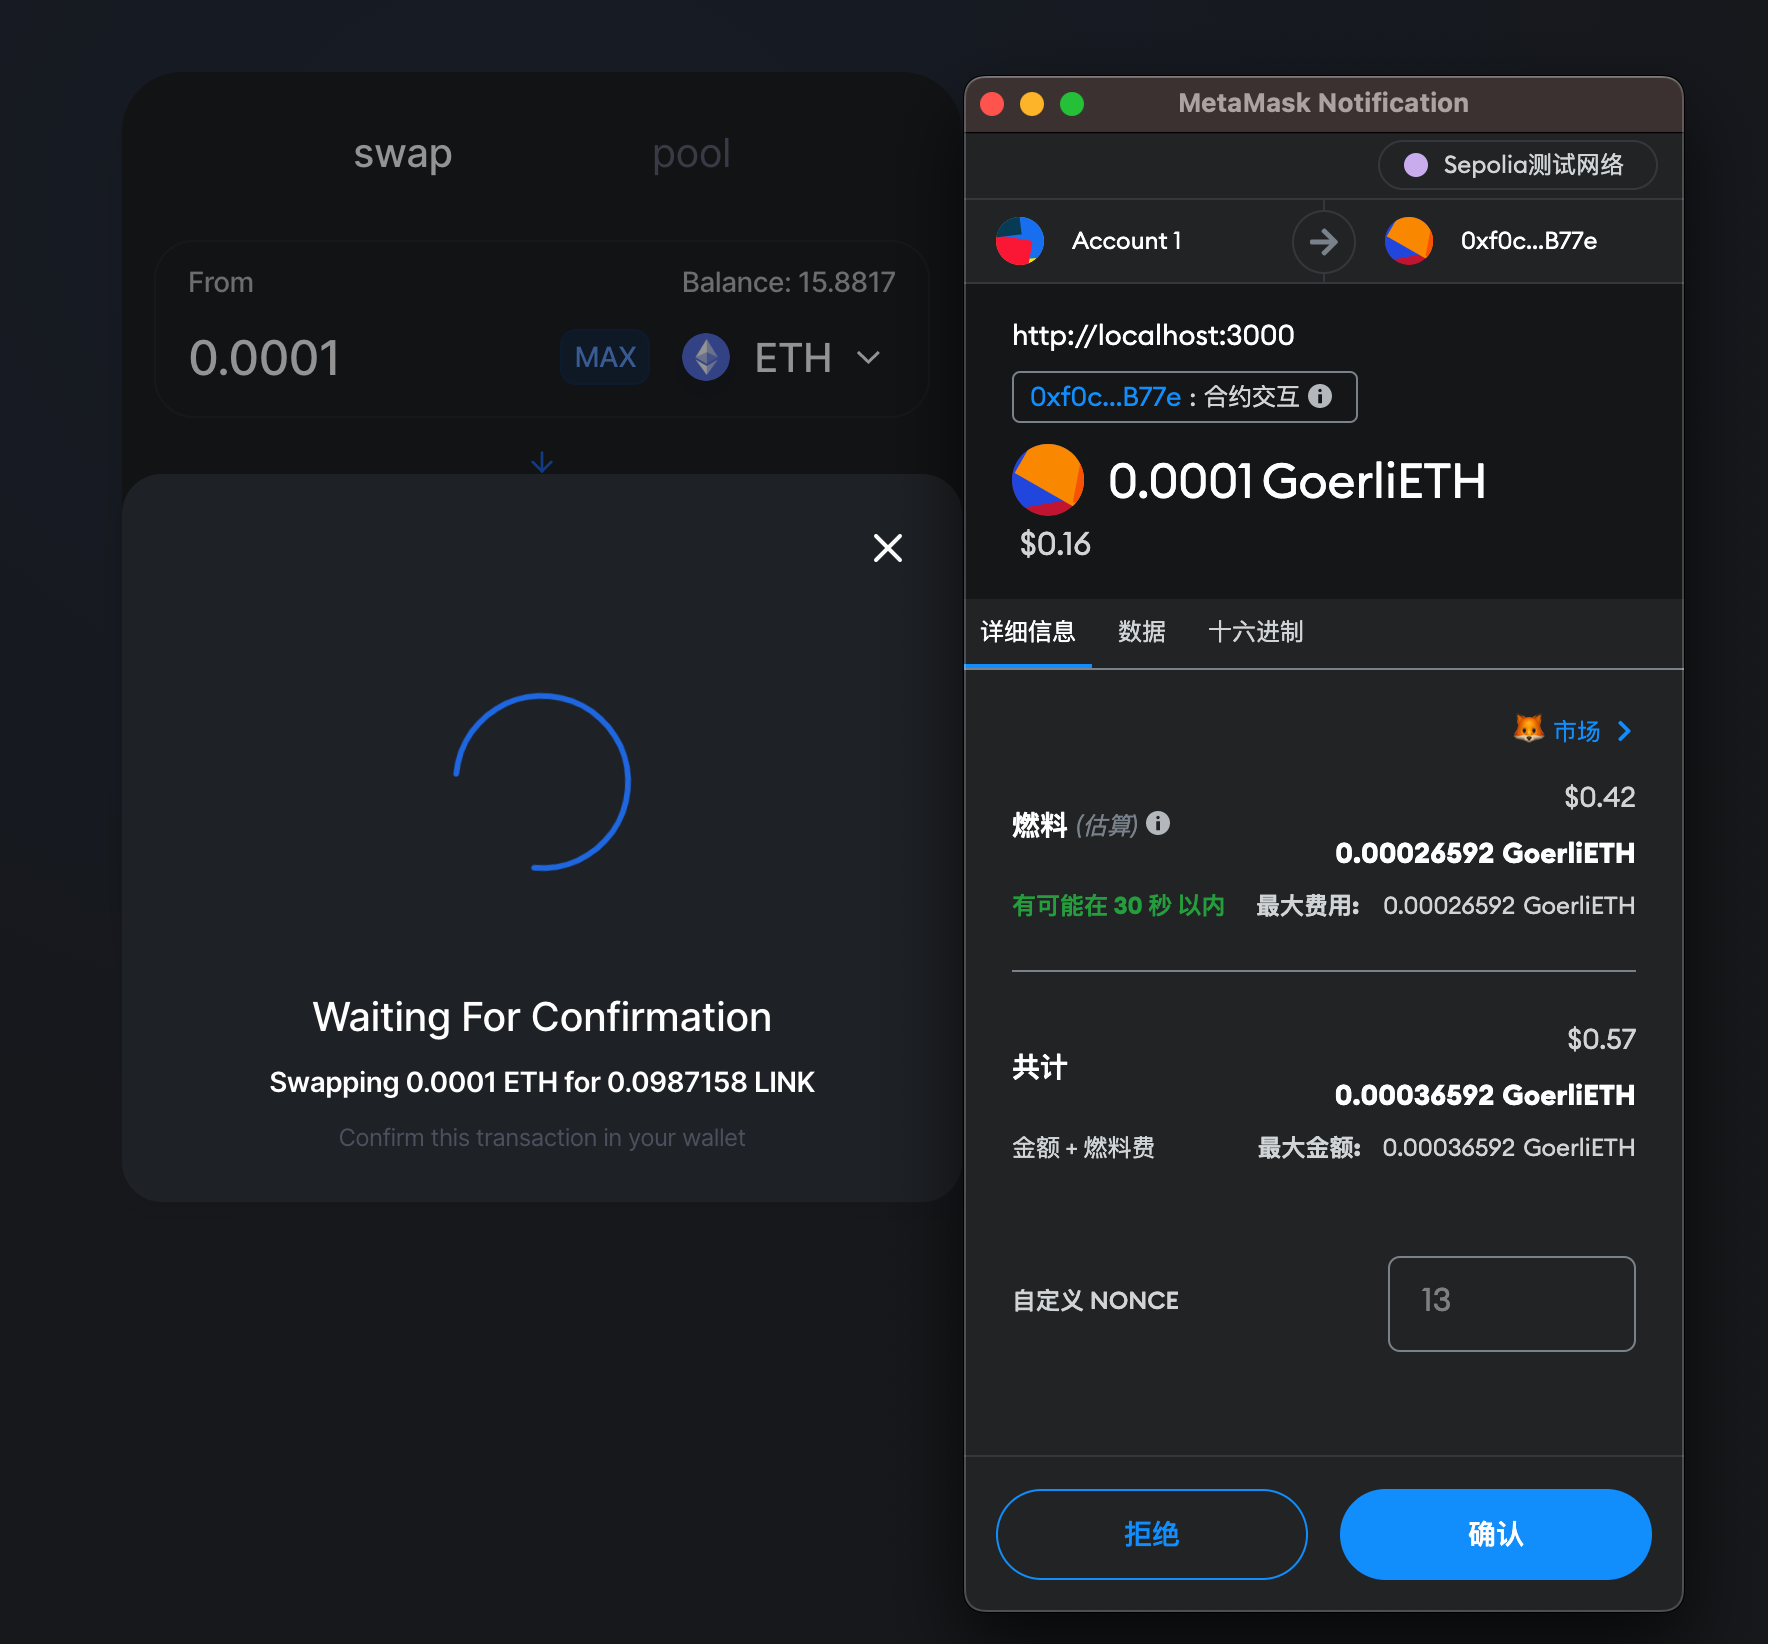 swap
pool
From
Balance: 15.8817
0.0001
MAX
ETH
Waiting For Confirmation
Swapping 0.0001 ETH for 0.0987158 LINK
Confirm this transaction in your wallet
MetaMask Notification
Sepolia测试网络
Account 1
0xf0c...B77e
http://localhost:3000
0xf0c...B77e : 合约交互
0.0001 GoerliETH
$0.16
详细信息
数据
十六进制
市场
$0.42
燃料 (估算)
0.00026592 GoerliETH
有可能在 30 秒 以内
最大费用: 0.00026592 GoerliETH
$0.57
共计
0.00036592 GoerliETH
金额 + 燃料费
最大金额: 0.00036592 GoerliETH
自定义 NONCE
13
拒绝
确认